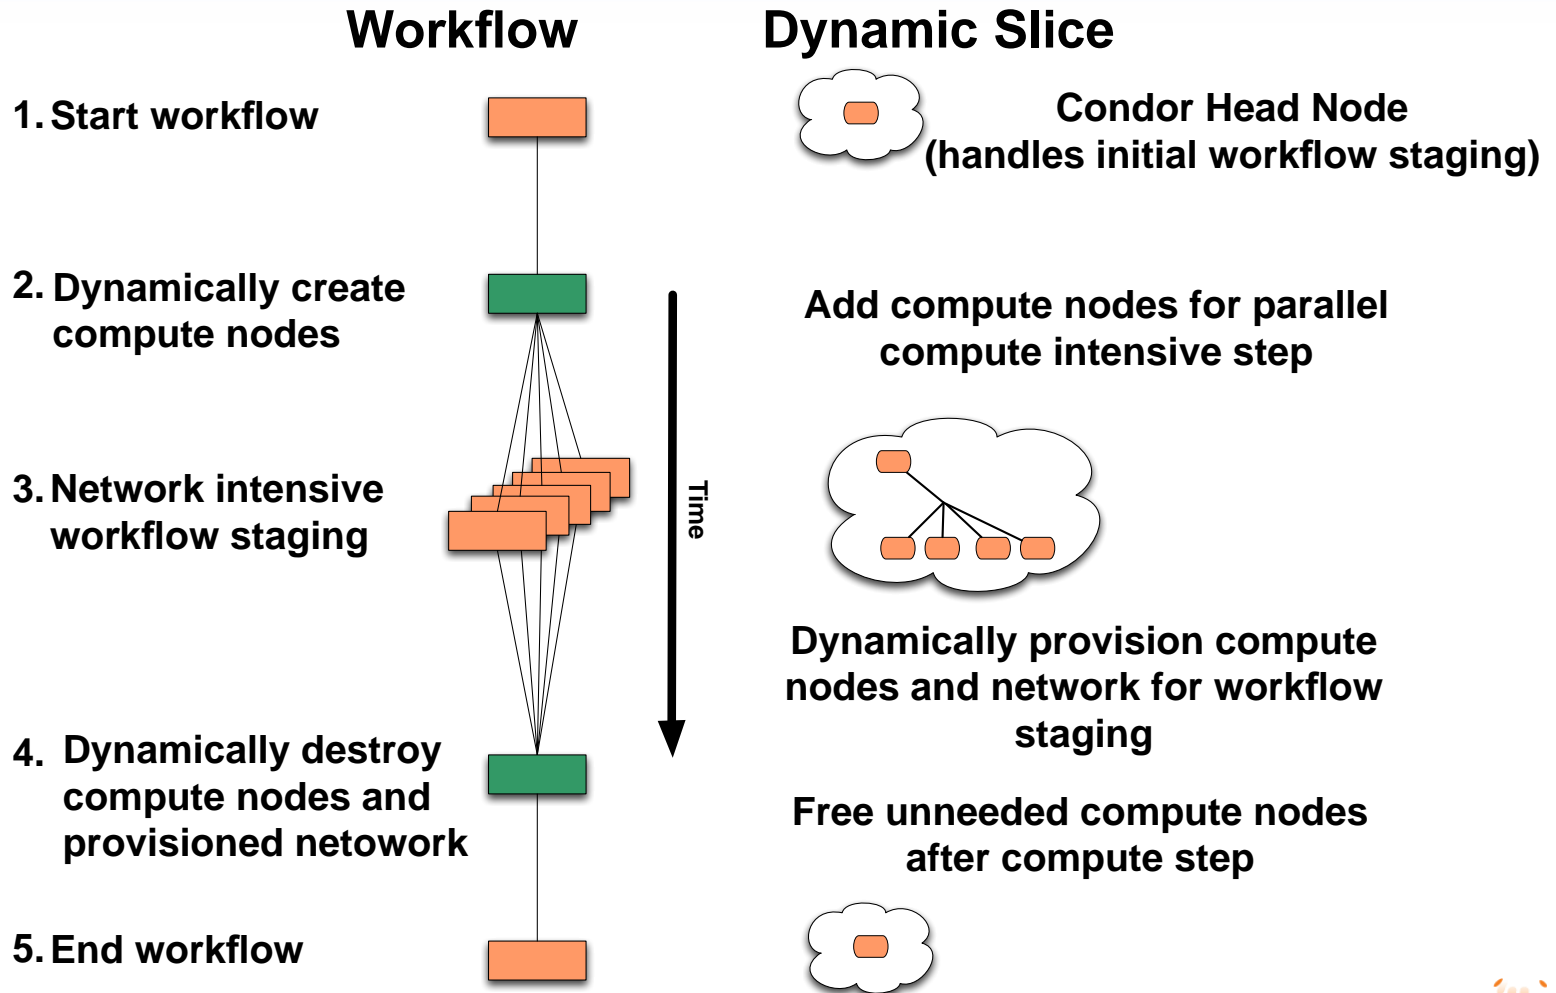 Workflow
Dynamic Slice
1. Start workflow
Condor Head Node
(handles initial workflow staging)
2. Dynamically create
compute nodes
Add compute nodes for parallel
compute intensive step
3. Network intensive
workflow staging
Time
Dynamically provision compute
nodes and network for workflow
staging
4. Dynamically destroy
compute nodes and
provisioned netowork
Free unneeded compute nodes
after compute step
5. End workflow